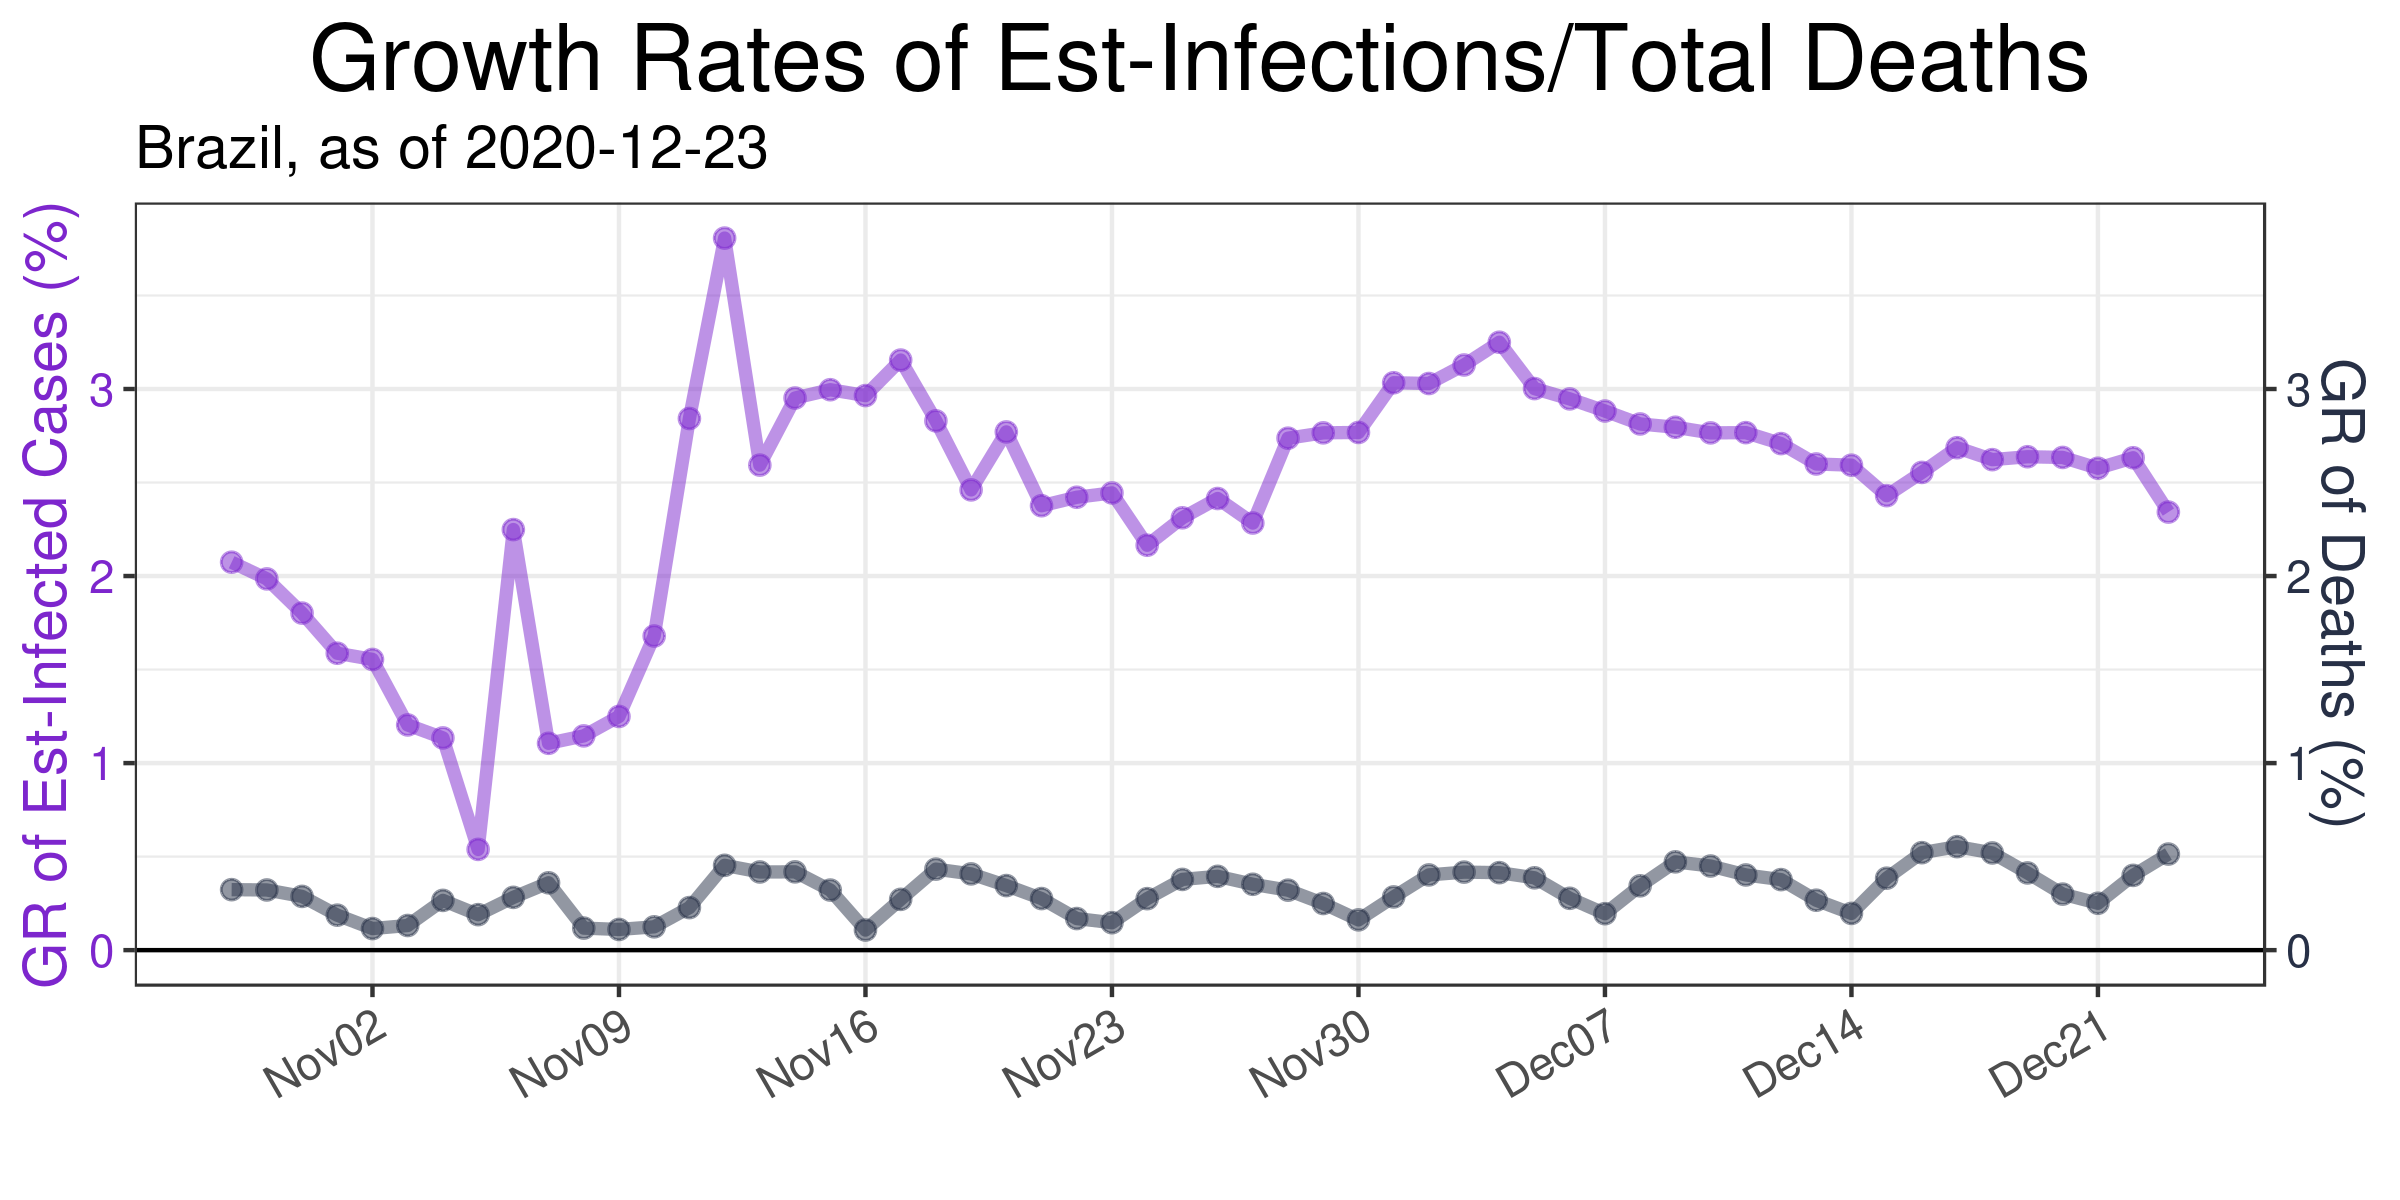 Growth Rates of Est-Infections/Total Deaths
Brazil, as of 2020-12-23
GR of Est-Infected Cases (%)
3
2
1
0
3
2
1
0
GR of Deaths (%)
Nov02
Nov09
Nov16
Nov23
Nov30
Dec07
Dec14
Dec21